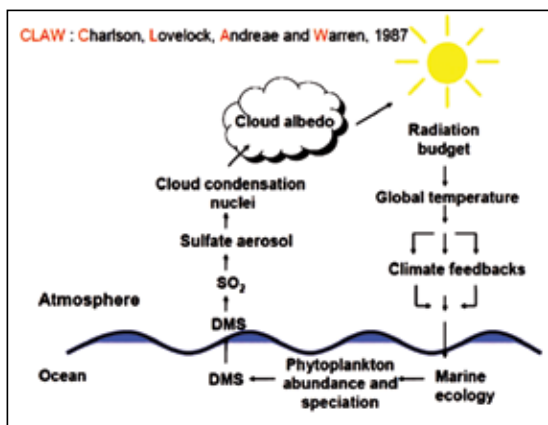 CLAW : Charlson, Lovelock, Andreae and Warren, 1987
Cloud albedo
Radiation
budget
Cloud condensation
nuclei
Global temperature
Sulfate aerosol
Climate feedbacks
SO₂
Atmosphere
DMS
Ocean
DMS
Phytoplankton
abundance and
speciation
Marine
ecology